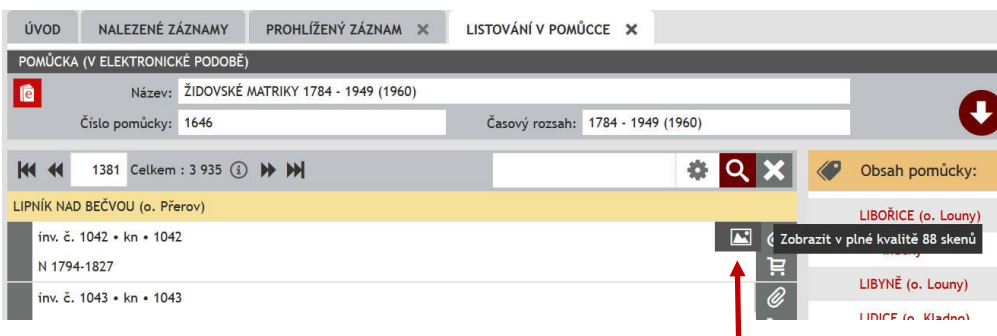 ÚVOD NALEZENÉ ZÁZNAMY PROHLÍŽENÝ ZÁZNAM LISTOVÁNÍ V POMŮCCE
POMŮCKA (V ELEKTRONICKÉ PODOBĚ)
Název: ŽIDOVSKÉ MATRIKY 1784 - 1949 (1960)
Číslo pomůcky: 1646 Časový rozsah: 1784 - 1949 (1960)
1381 Celkem : 3 935
Obsah pomůcky:
LIPNÍK NAD BEČVOU (o. Přerov)
LIBOŘICE (o. Louny)
inv. č. 1042 • kn • 1042
Zobrazit v plné kvalitě 88 skenů
N 1794-1827
LIBYNĚ (o. Louny)
inv. č. 1043 • kn • 1043
LIDICE (o. Kladno)